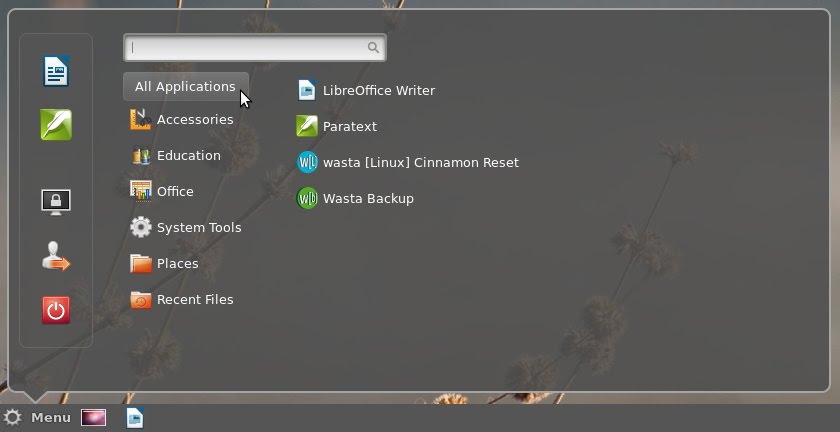 All Applications
Accessories
Education
Office
System Tools
Places
Recent Files
LibreOffice Writer
Paratext
wasta [Linux] Cinnamon Reset
Wasta Backup
Menu